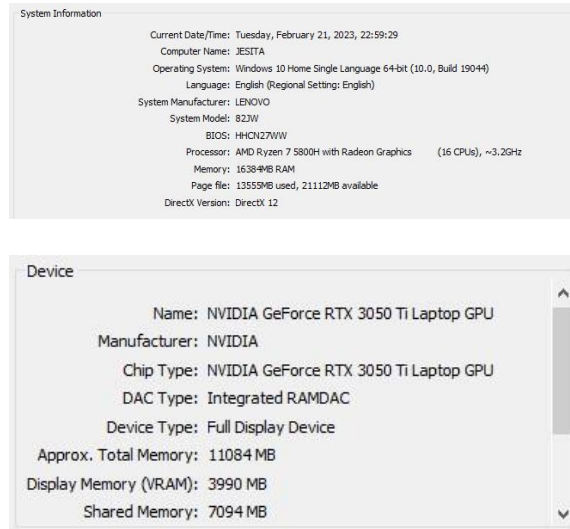 System Information
Current Date/Time: Tuesday, February 21, 2023, 22:59:29
Computer Name: JESITA
Operating System: Windows 10 Home Single Language 64-bit (10.0, Build 19044)
Language: English (Regional Setting: English)
System Manufacturer: LENOVO
System Model: 82JW
BIOS: HHCN27WW
Processor: AMD Ryzen 7 5800H with Radeon Graphics (16 CPUs), ~3.2GHz
Memory: 16384MB RAM
Page file: 13555MB used, 21112MB available
DirectX Version: DirectX 12
Device
Name: NVIDIA GeForce RTX 3050 Ti Laptop GPU
Manufacturer: NVIDIA
Chip Type: NVIDIA GeForce RTX 3050 Ti Laptop GPU
DAC Type: Integrated RAMDAC
Device Type: Full Display Device
Approx. Total Memory: 11084 MB
Display Memory (VRAM): 3990 MB
Shared Memory: 7094 MB